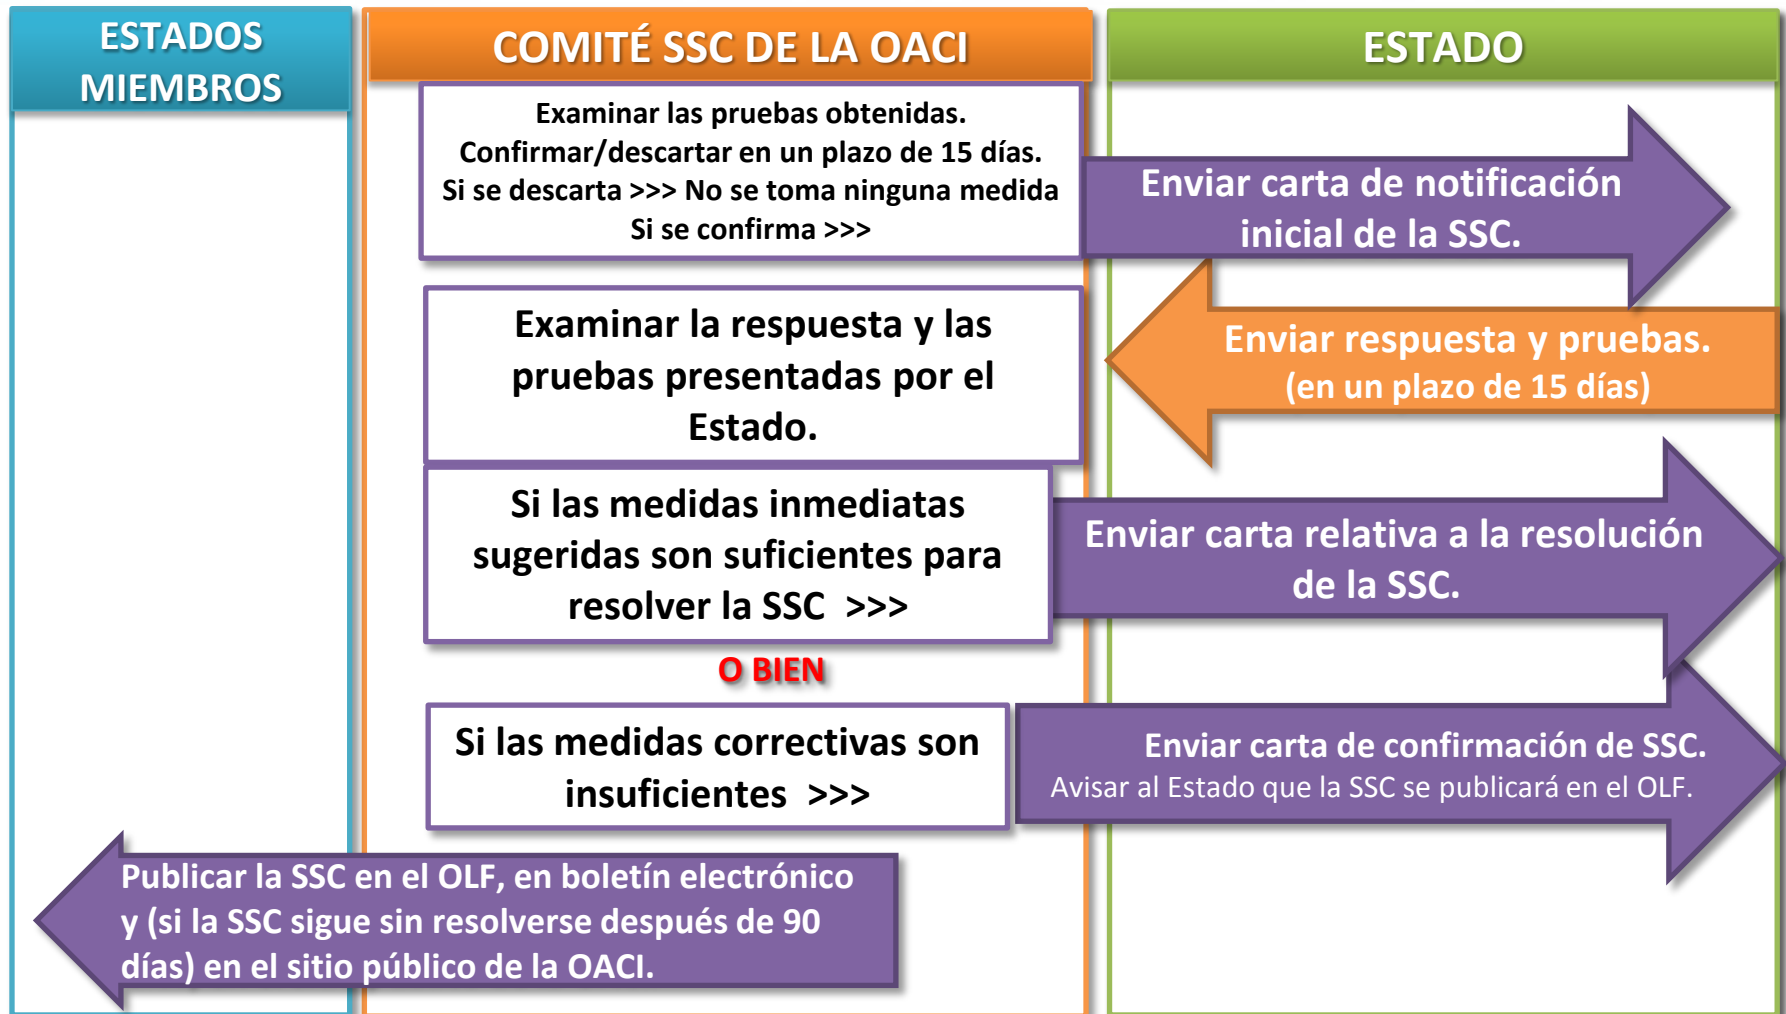 ESTADOS
MIEMBROS
COMITÉ SSC DE LA OACI
ESTADO
Examinar las pruebas obtenidas.
Confirmar/descartar en un plazo de 15 días.
Si se descarta >>> No se toma ninguna medida
Si se confirma >>>
Enviar carta de notificación
inicial de la SSC.
Enviar respuesta y pruebas.
(en un plazo de 15 días)
Examinar la respuesta y las
pruebas presentadas por el
Estado.
Si las medidas inmediatas
sugeridas son suficientes para
resolver la SSC >>>
Enviar carta relativa a la resolución
de la SSC.
O BIEN
Si las medidas correctivas son
insuficientes >>>
Enviar carta de confirmación de SSC.
Avisar al Estado que la SSC se publicará en el OLF.
Publicar la SSC en el OLF, en boletín electrónico
y (si la SSC sigue sin resolverse después de 90
días) en el sitio público de la OACI.